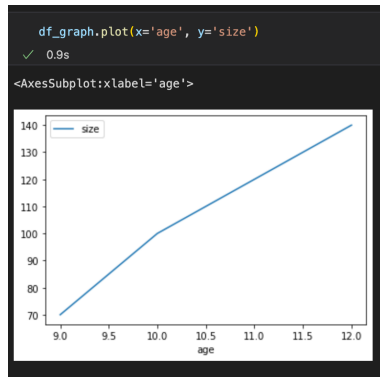 df_graph.plot(x='age', y='size')
✓ 0.9s
<AxesSubplot:xlabel='age'>
size
140
130
120
110
100
90
80
70
9.0 9.5 10.0 10.5 11.0 11.5 12.0
age